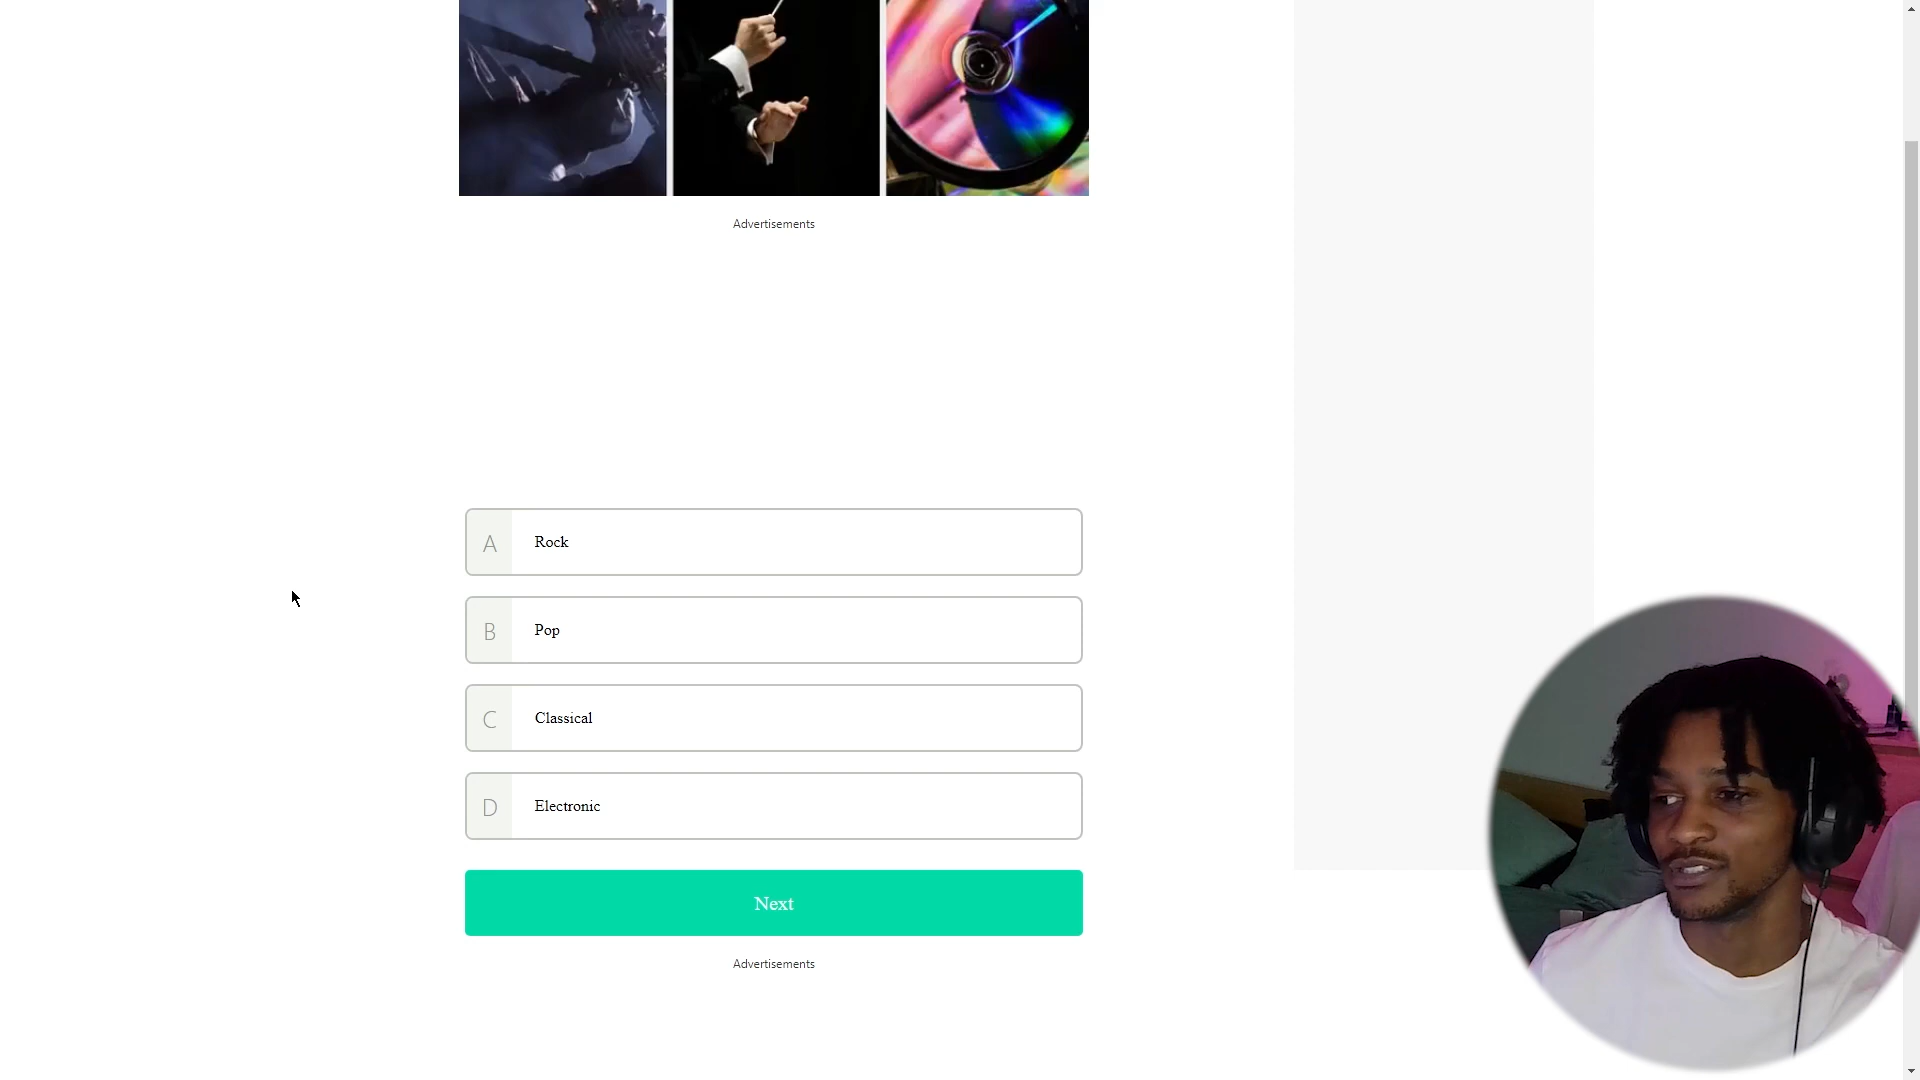 Advertisements
A Rock
B Pop
C Classical
D Electronic
Next
Advertisements